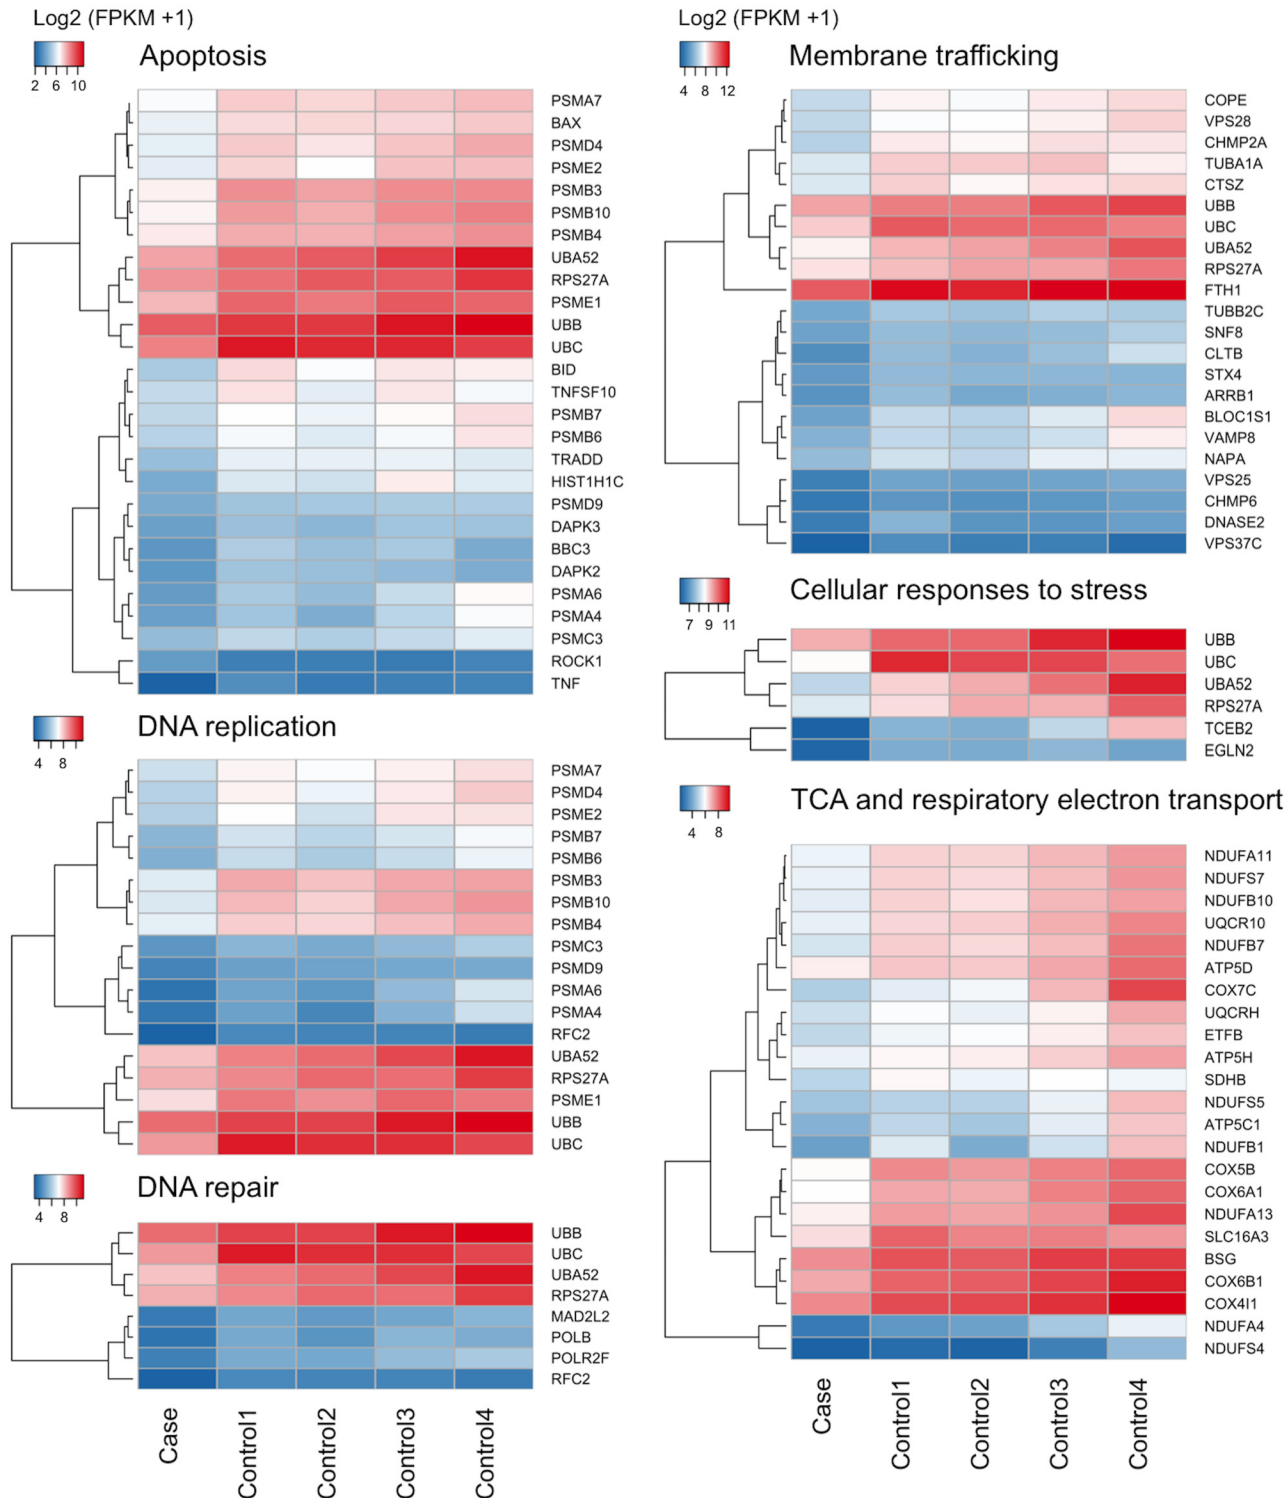 Log2 (FPKM +1)
2 6 10
Apoptosis
PSMA7
BAX
PSMD4
PSME2
PSMB3
PSMB10
PSMB4
UBA52
RPS27A
PSME1
UBB
UBC
BID
TNFSF10
PSMB7
PSMB6
TRADD
HIST1H1C
PSMD9
DAPK3
BBC3
DAPK2
PSMA6
PSMA4
PSMC3
ROCK1
TNF
4 8
DNA replication
PSMA7
PSMD4
PSME2
PSMB7
PSMB6
PSMB3
PSMB10
PSMB4
PSMC3
PSMD9
PSMA6
PSMA4
RFC2
UBA52
RPS27A
PSME1
UBB
UBC
4 8
DNA repair
UBB
UBC
UBA52
RPS27A
MAD2L2
POLB
POLR2F
RFC2
Case
Control1
Control2
Control3
Control4
Log2 (FPKM +1)
4 8 12
Membrane trafficking
COPE
VPS28
CHMP2A
TUBA1A
CTSZ
UBB
UBC
UBA52
RPS27A
FTH1
TUBB2C
SNF8
CLTB
STX4
ARRB1
BLOC1S1
VAMP8
NAPA
VPS25
CHMP6
DNASE2
VPS37C
7 9 11
Cellular responses to stress
UBB
UBC
UBA52
RPS27A
TCEB2
EGLN2
4 8
TCA and respiratory electron transport
NDUFA11
NDUFS7
NDUFB10
UQCR10
NDUFB7
ATP5D
COX7C
UQCRH
ETFB
ATP5H
SDHB
NDUFS5
ATP5C1
NDUFB1
COX5B
COX6A1
NDUFA13
SLC16A3
BSG
COX6B1
COX4I1
NDUFA4
NDUFS4
Case
Control1
Control2
Control3
Control4